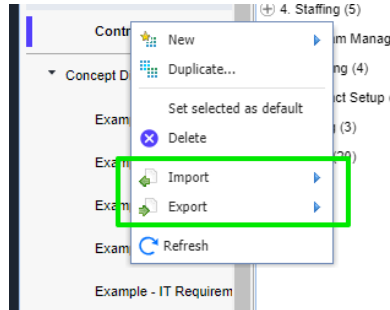 4. Staffing (5)
Contr
New
m Manag
Concept D
Duplicate...
ng (4)
ct Setup
Exam
Set selected as default
(3)
Delete
Exam
Import
Exam
Export
Exam
Refresh
Example - IT Requirem